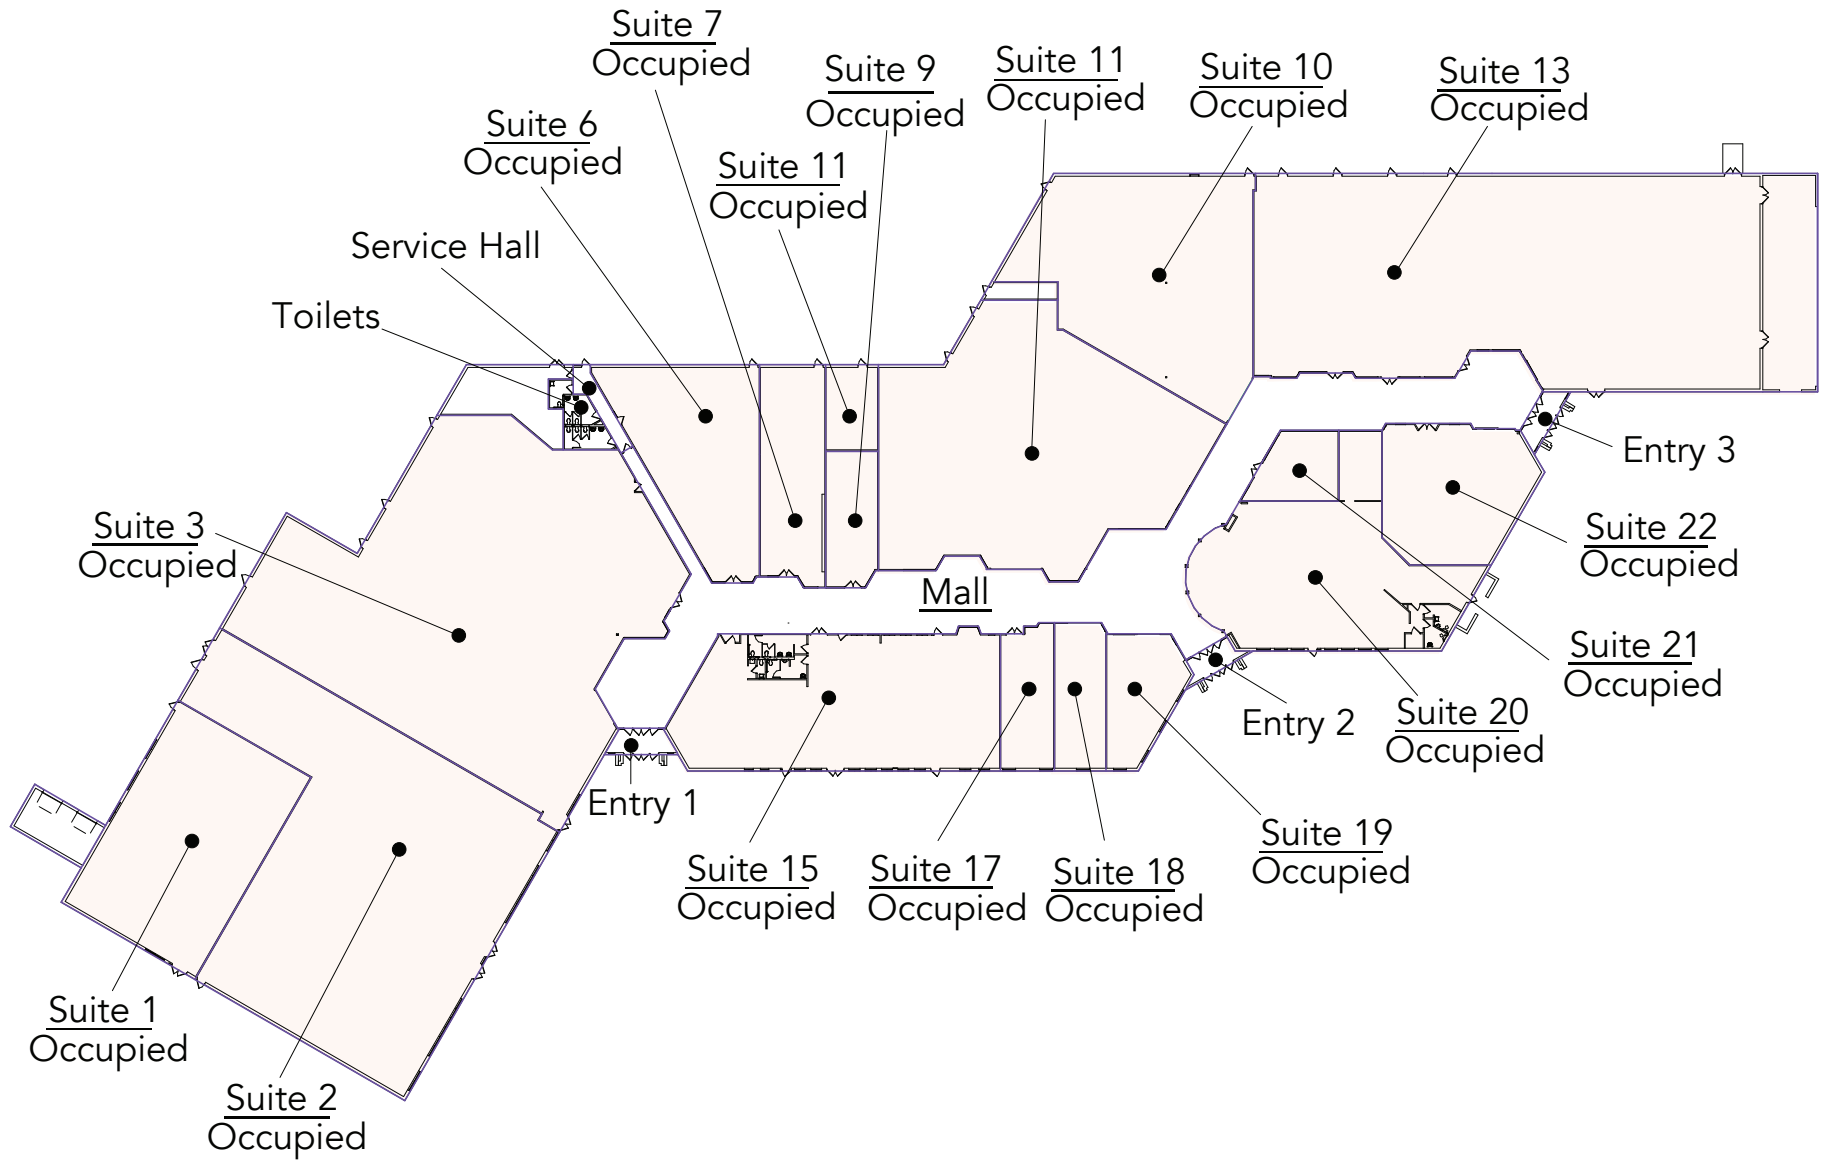 Suite 7
Occupied
Suite 9
Occupied
Suite 11
Occupied
Suite 10
Occupied
Suite 13
Occupied
Suite 6
Occupied
Suite 11
Occupied
Service Hall
Toilets
Entry 3
Suite 3
Occupied
Suite 22
Occupied
Mall
Suite 21
Occupied
Entry 2
Suite 20
Occupied
Entry 1
Suite 19
Occupied
Suite 15
Occupied
Suite 17
Occupied
Suite 18
Occupied
Suite 1
Occupied
Suite 2
Occupied